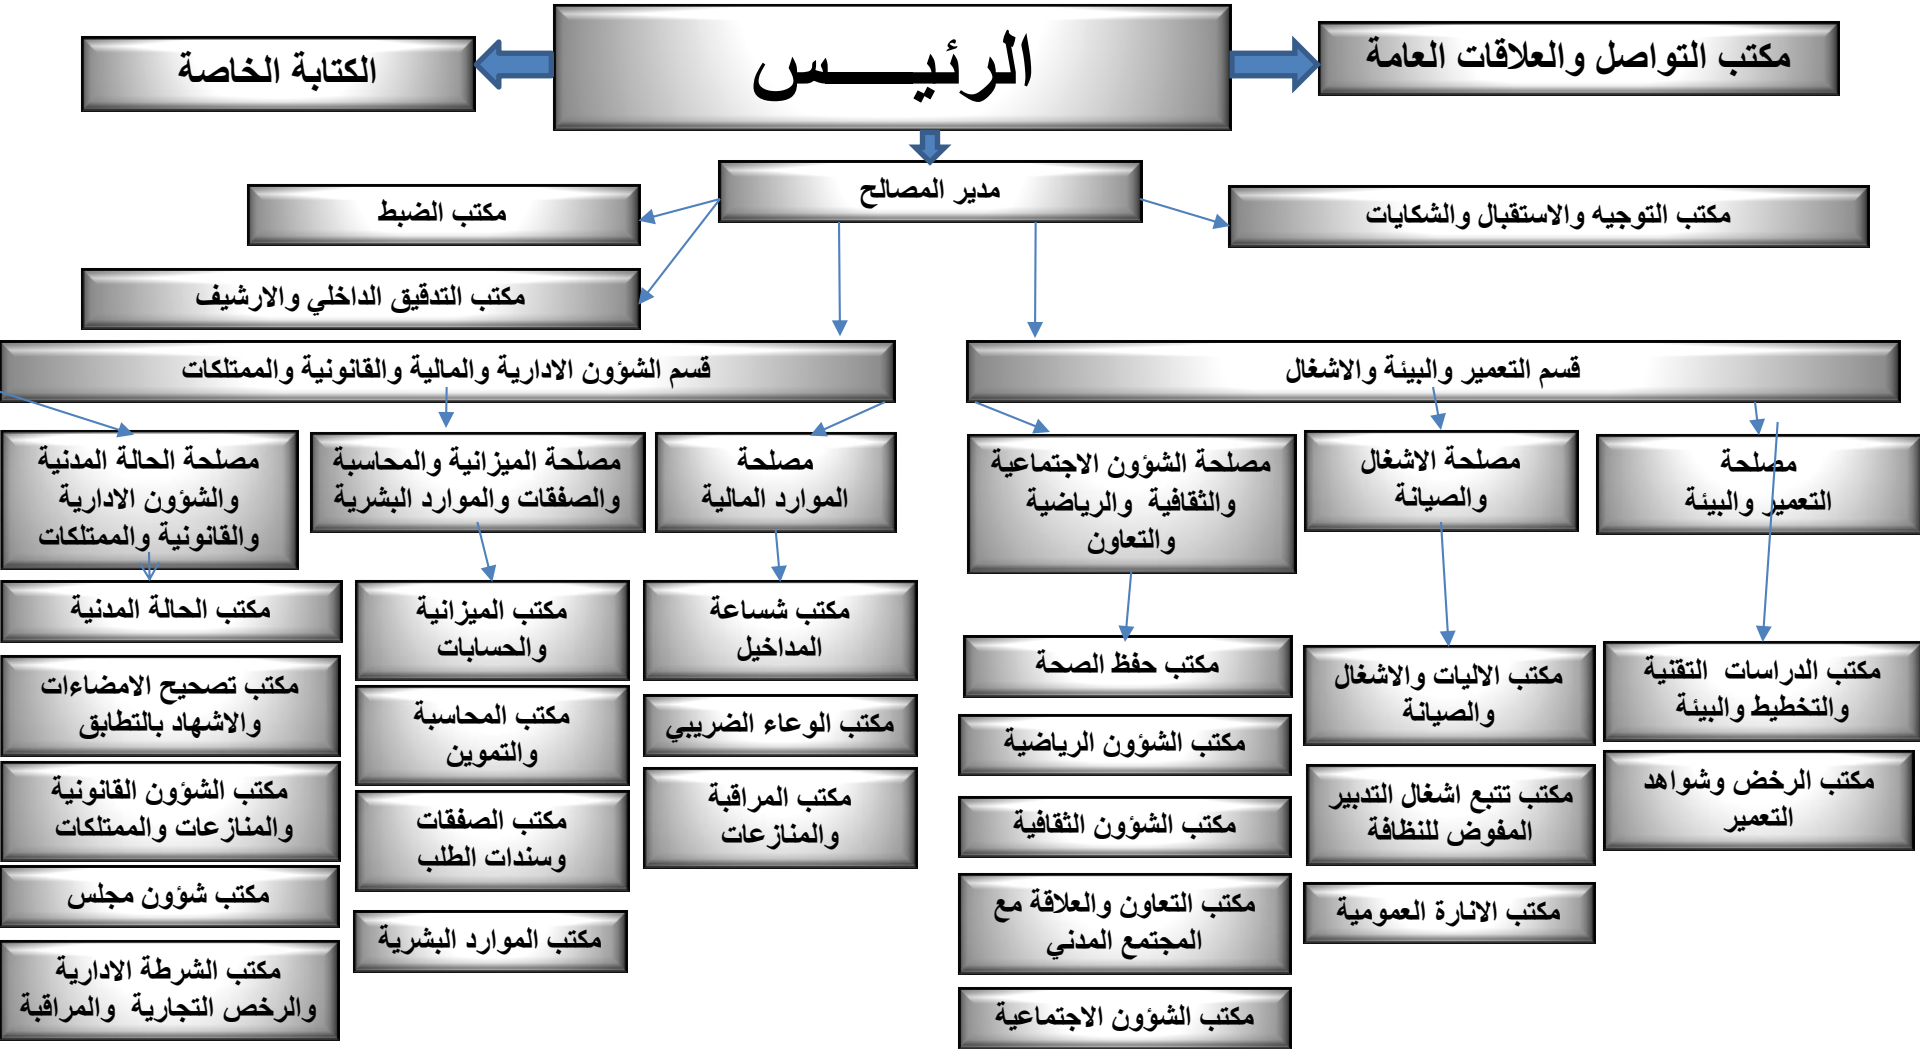 مكتب التواصل والعلاقات العامة
الرئيـــــس
الكتابة الخاصة
مدير المصالح
مكتب التوجيه والاستقبال والشكايات
مكتب الضبط
مكتب التدقيق الداخلي والارشيف
قسم التعمير والبيئة والاشغال
قسم الشؤون الادارية والمالية والقانونية والممتلكات
مصلحة
التعمير والبيئة
مصلحة الاشغال
والصيانة
مصلحة الشؤون الاجتماعية
والثقافية والرياضية
والتعاون
مصلحة
الموارد المالية
مصلحة الميزانية والمحاسبة
والصفقات والموارد البشرية
مصلحة الحالة المدنية
والشؤون الادارية
والقانونية والممتلكات
مكتب الدراسات التقنية
والتخطيط والبيئة
مكتب الرخض وشواهد
التعمير
مكتب الاليات والاشغال
والصيانة
مكتب تتبع اشغال التدبير
المفوض للنظافة
مكتب الانارة العمومية
مكتب حفظ الصحة
مكتب الشؤون الرياضية
مكتب الشؤون الثقافية
مكتب التعاون والعلاقة مع
المجتمع المدني
مكتب الشؤون الاجتماعية
مكتب شساعة
المداخيل
مكتب الوعاء الضريبي
مكتب المراقبة
والمنازعات
مكتب الميزانية
والحسابات
مكتب المحاسبة
والتموين
مكتب الصفقات
وسندات الطلب
مكتب الموارد البشرية
مكتب الحالة المدنية
مكتب تصحيح الامضاءات
والاشهاد بالتطابق
مكتب الشؤون القانونية
والمنازعات والممتلكات
مكتب شؤون مجلس
مكتب الشرطة الادارية
والرخص التجارية والمراقبة